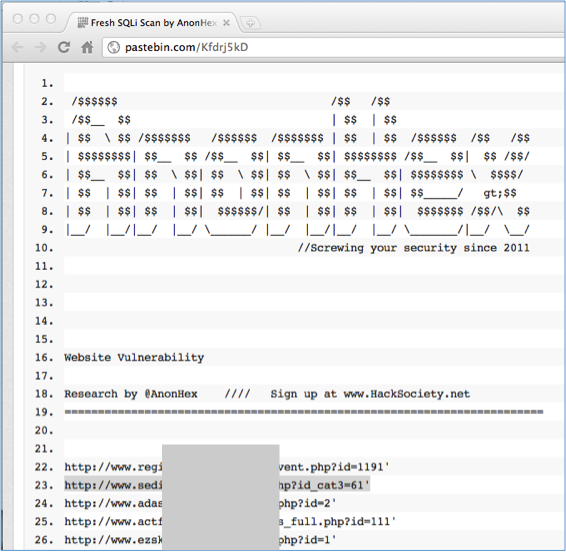 Fresh SQLi Scan by AnonHex
pastebin.com/Kfdrj5kD
1.
2. /$$$$$$ /$$ /$$
3. /$$__ $$ | $$ | $$
4. | $$ \ $$ /$$$$$$$ /$$$$$$ /$$$$$$$ | $$ | $$ /$$$$$$ /$$ /$$
5. | $$$$$$$$| $$__ $$ /$$__ $$| $$__ $$| $$$$$$$$ /$$__ $$| $$ /$$/
6. | $$__ $$| $$ \ $$| $$ \ $$| $$ \ $$| $$__ $$| $$$$$$$$ \ $$$$/
7. | $$ | $$| $$ | $$| $$ | $$| $$ | $$| $$ | $$| $$_____/ gt;$$
8. | $$ | $$| $$ | $$| $$$$$$/| $$ | $$| $$ | $$| $$$$$$$ /$$/\ $$
9. |__/ |__/|__/ |__/ \______/ |__/ |__/|__/ |__/ \_______/|__/ \__/
10. //Screwing your security since 2011
11.
12.
13.
14.
15.
16. Website Vulnerability
17.
18. Research by @AnonHex //// Sign up at www.HackSociety.net
19. ========================================================================
20.
21.
22. http://www.regi vent.php?id=1191'
23. http://www.sedi hp?id_cat3=61'
24. http://www.adas php?id=2'
25. http://www.actf s_full.php?id=111'
26. http://www.ezsk php?id=1'